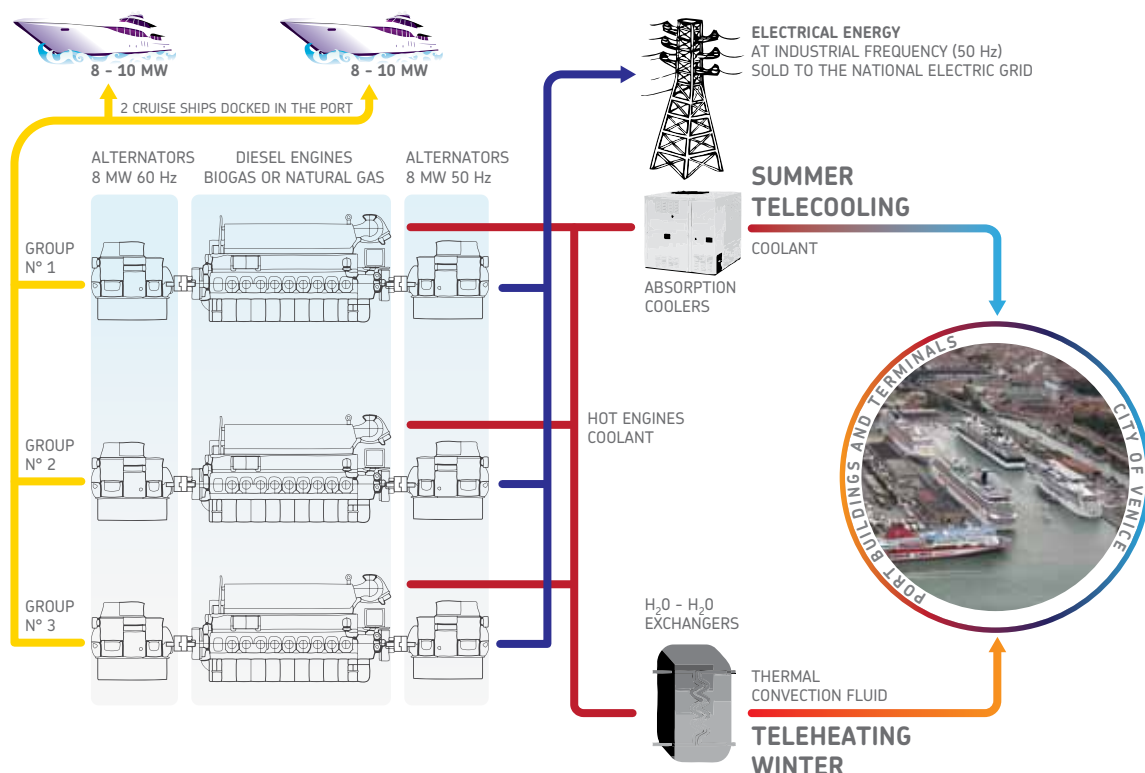 8 - 10 MW
8 - 10 MW
2 CRUISE SHIPS DOCKED IN THE PORT
ELECTRICAL ENERGY
AT INDUSTRIAL FREQUENCY (50 Hz)
SOLD TO THE NATIONAL ELECTRIC GRID
ALTERNATORS
8 MW 60 Hz
DIESEL ENGINES
BIOGAS OR NATURAL GAS
ALTERNATORS
8 MW 50 Hz
SUMMER
TELECOOLING
COOLANT
GROUP
N° 1
ABSORPTION
COOLERS
HOT ENGINES
COOLANT
GROUP
N° 2
PORT BUILDINGS AND TERMINALS
CITY OF VENICE
GROUP
N° 3
H₂O - H₂O
EXCHANGERS
THERMAL
CONVECTION FLUID
TELEHEATING
WINTER